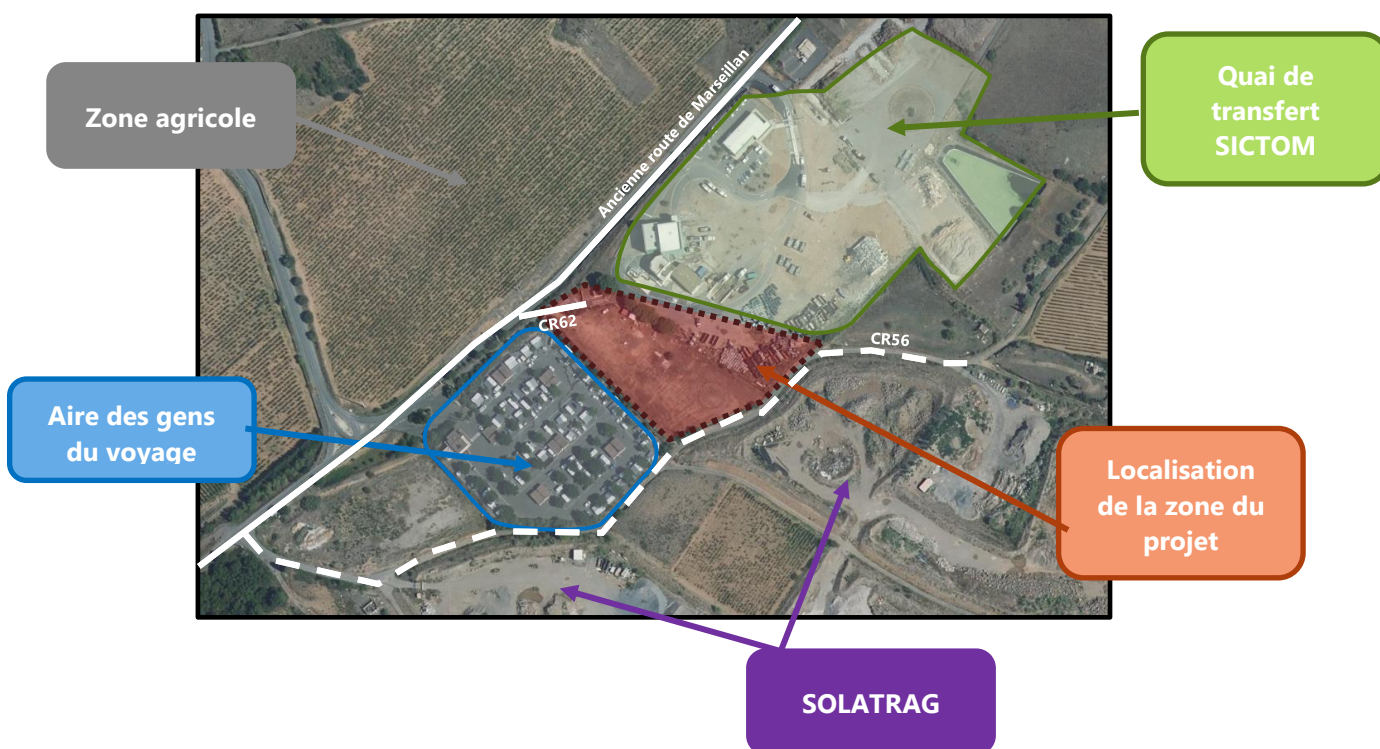 Quai de
transfert
SICTOM
Zone agricole
Ancienne route de Marseillan
CR62
CR56
Aire des gens
du voyage
Localisation
de la zone du
projet
SOLATRAG